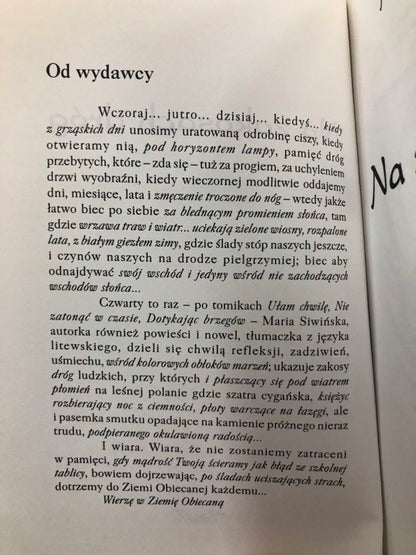 Od wydawcy
Wczoraj... jutro... dzisiaj... kiedyś... kiedy
z grząskich dni unosimy uratowaną odrobinę ciszy, kiedy
otwieramy nią, pod horyzontem lampy, pamięć dróg
przebytych, które – zda się – tuż za progiem, za uchyleniem
drzwi wyobraźni, kiedy wieczornej modlitwie oddajemy
dni, miesiące, lata i zmęczenie troczone do nóg – wtedy jakże
łatwo biec po siebie za blednącym promieniem słońca, tam
gdzie wrzawa traw i wiatr... uciekają zielone wiosny, rozpalone
lata, z białym giezłem zimy, gdzie ślady stóp naszych jeszcze,
i czynów naszych na drodze pielgrzymiej; biec aby
odnajdywać swój wschód i jedyny wśród nie zachodzących
wschodów słońca...
Czwarty to raz – po tomikach Ułam chwilę, Nie
zatonąć w czasie, Dotykając brzegów – Maria Siwińska,
autorka również powieści i nowel, tłumaczka z języka
litewskiego, dzieli się chwilą refleksji, zadziwień,
uśmiechu, wśród kolorowych obłoków marzeń; ukazuje zakosy
dróg ludzkich, przy których i płaszczący się pod wiatrem
płomień na leśnej polanie gdzie szatra cygańska, księżyc
rozbierający noc z ciemności, płoty warczące na łazęgi, ale
i pasemka smutku opadające na kamienie próżnego nieraz
trudu, podpieranego okulawioną radością...
I wiara. Wiara, że nie zostaniemy zatraceni
w pamięci, gdy mądrość Twoją ścieramy jak błąd ze szkolnej
tablicy, bowiem dojrzewając, po śladach uciszających strach,
dotrzemy do Ziemi Obiecanej każdemu...
Wierzę w Ziemię Obiecaną
Na